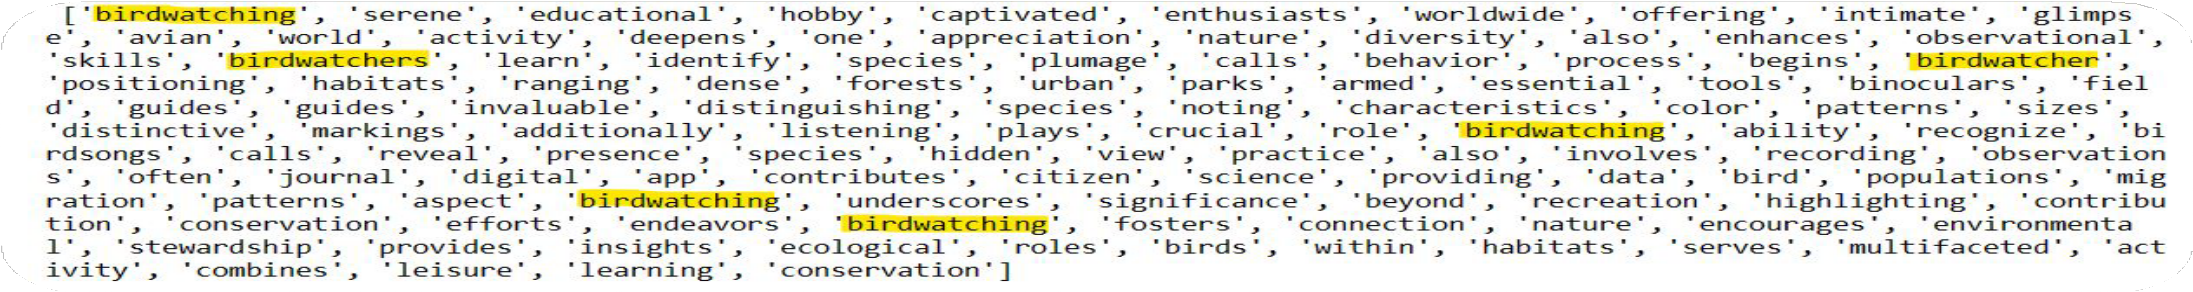 ['birdwatching', 'serene', 'educational', 'hobby', 'captivated', 'enthusiasts', 'worldwide', 'offering', 'intimate', 'glimps
e', 'avian', 'world', 'activity', 'deepens', 'one', 'appreciation', 'nature', 'diversity', 'also', 'enhances', 'observational',
'skills', 'birdwatchers', 'learn', 'identify', 'species', 'plumage', 'calls', 'behavior', 'process', 'begins', 'birdwatcher',
'positioning', 'habitats', 'ranging', 'dense', 'forests', 'urban', 'parks', 'armed', 'essential', 'tools', 'binoculars', 'fiel
d', 'guides', 'guides', 'invaluable', 'distinguishing', 'species', 'noting', 'characteristics', 'color', 'patterns', 'sizes',
'distinctive', 'markings', 'additionally', 'listening', 'plays', 'crucial', 'role', 'birdwatching', 'ability', 'recognize', 'bi
rdsongs', 'calls', 'reveal', 'presence', 'species', 'hidden', 'view', 'practice', 'also', 'involves', 'recording', 'observation
s', 'often', 'journal', 'digital', 'app', 'contributes', 'citizen', 'science', 'providing', 'data', 'bird', 'populations', 'mig
ration', 'patterns', 'aspect', 'birdwatching', 'underscores', 'significance', 'beyond', 'recreation', 'highlighting', 'contribu
tion', 'conservation', 'efforts', 'endeavors', 'birdwatching', 'fosters', 'connection', 'nature', 'encourages', 'environmenta
l', 'stewardship', 'provides', 'insights', 'ecological', 'roles', 'birds', 'within', 'habitats', 'serves', 'multifaceted', 'act
ivity', 'combines', 'leisure', 'learning', 'conservation']